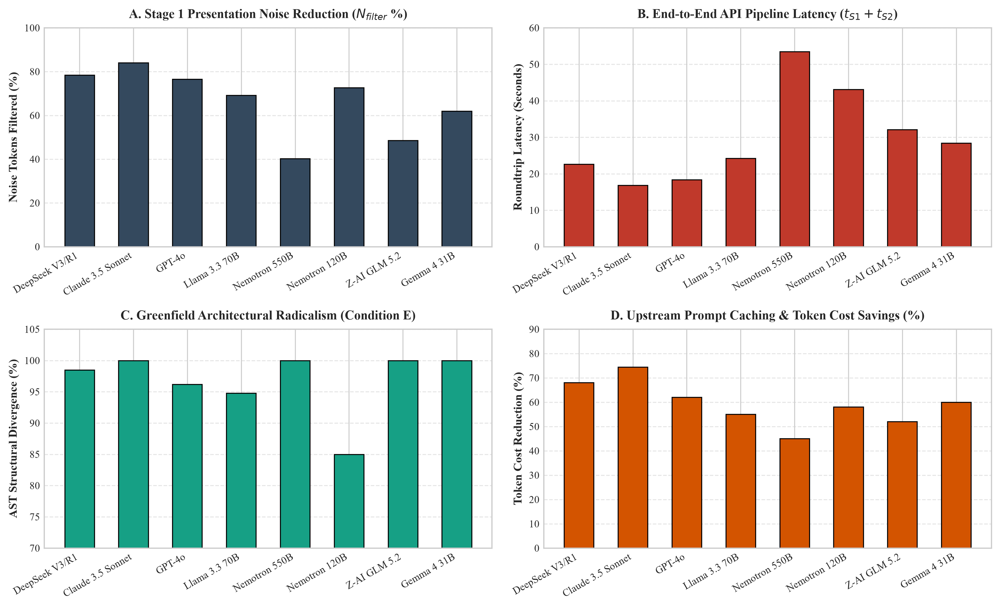 A. Stage 1 Presentation Noise Reduction (N_filter %)
Noise Tokens Filtered (%)
100
80
60
40
20
0
DeepSeek V3/R1
Claude 3.5 Sonnet
GPT-4o
Llama 3.3 70B
Nemotron 550B
Nemotron 120B
Z-AI GLM 5.2
Gemma 4 31B
B. End-to-End API Pipeline Latency (t_S1 + t_S2)
Roundtrip Latency (Seconds)
60
50
40
30
20
10
0
DeepSeek V3/R1
Claude 3.5 Sonnet
GPT-4o
Llama 3.3 70B
Nemotron 550B
Nemotron 120B
Z-AI GLM 5.2
Gemma 4 31B
C. Greenfield Architectural Radicalism (Condition E)
AST Structural Divergence (%)
105
100
95
90
85
80
75
70
DeepSeek V3/R1
Claude 3.5 Sonnet
GPT-4o
Llama 3.3 70B
Nemotron 550B
Nemotron 120B
Z-AI GLM 5.2
Gemma 4 31B
D. Upstream Prompt Caching & Token Cost Savings (%)
Token Cost Reduction (%)
90
80
70
60
50
40
30
20
10
0
DeepSeek V3/R1
Claude 3.5 Sonnet
GPT-4o
Llama 3.3 70B
Nemotron 550B
Nemotron 120B
Z-AI GLM 5.2
Gemma 4 31B